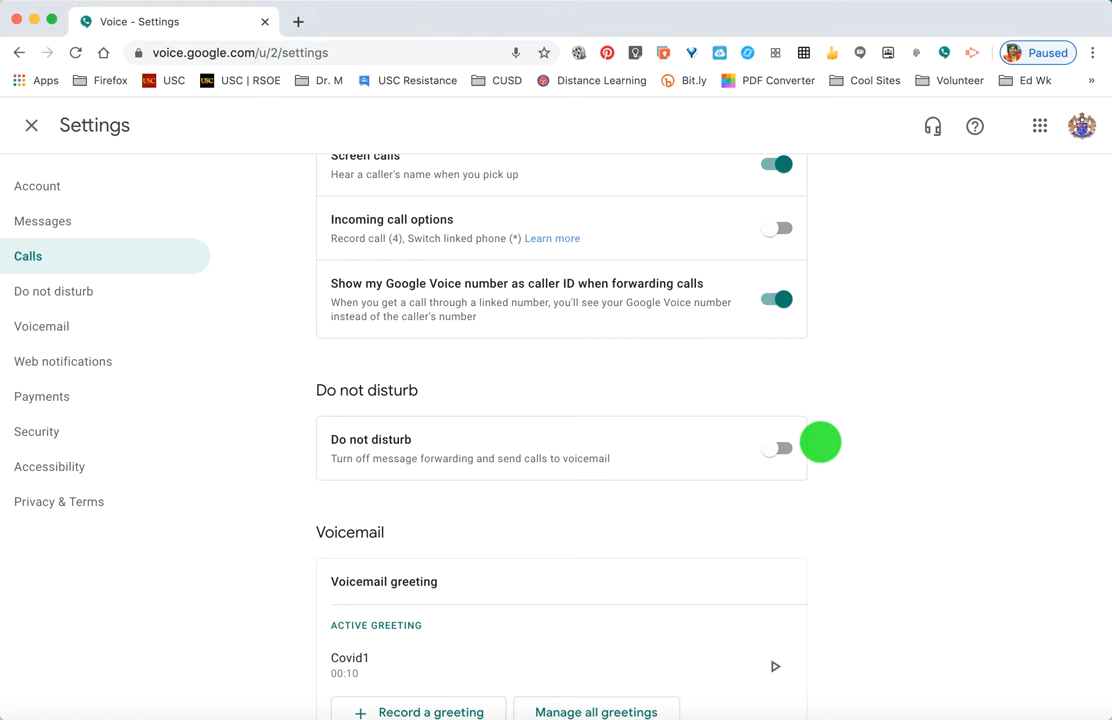 Voice - Settings
voice.google.com/u/2/settings
Paused
Apps
Firefox
USC
USC
USC | RSOE
Dr. M
USC Resistance
CUSD
Distance Learning
Bit.ly
PDF Converter
Cool Sites
Volunteer
Ed Wk
»
Settings
Account
Messages
Calls
Do not disturb
Voicemail
Web notifications
Payments
Security
Accessibility
Privacy & Terms
Screen calls
Hear a caller's name when you pick up
Incoming call options
Record call (4), Switch linked phone (*) Learn more
Show my Google Voice number as caller ID when forwarding calls
When you get a call through a linked number, you'll see your Google Voice number
instead of the caller's number
Do not disturb
Do not disturb
Turn off message forwarding and send calls to voicemail
Voicemail
Voicemail greeting
ACTIVE GREETING
Covid1
00:10
Record a greeting
Manage all greetings